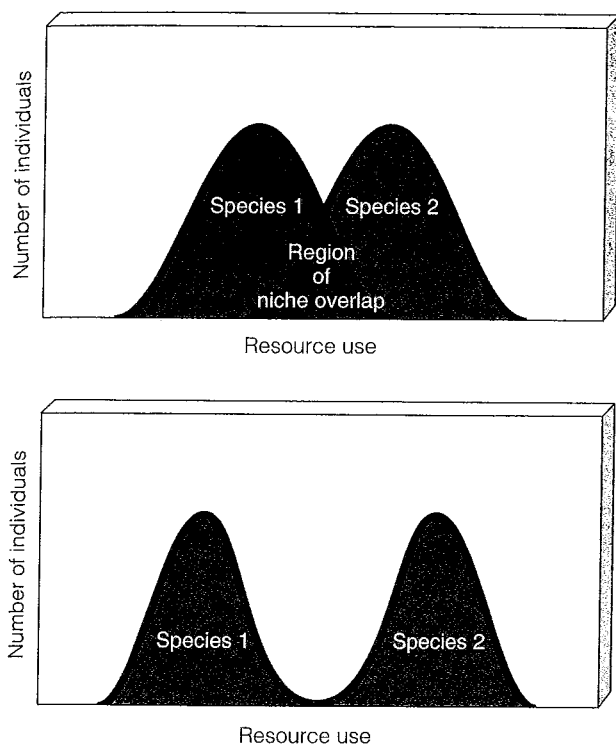 Number of individuals
Species 1
Species 2
Region
of
niche overlap
Resource use
Number of individuals
Species 1
Species 2
Resource use